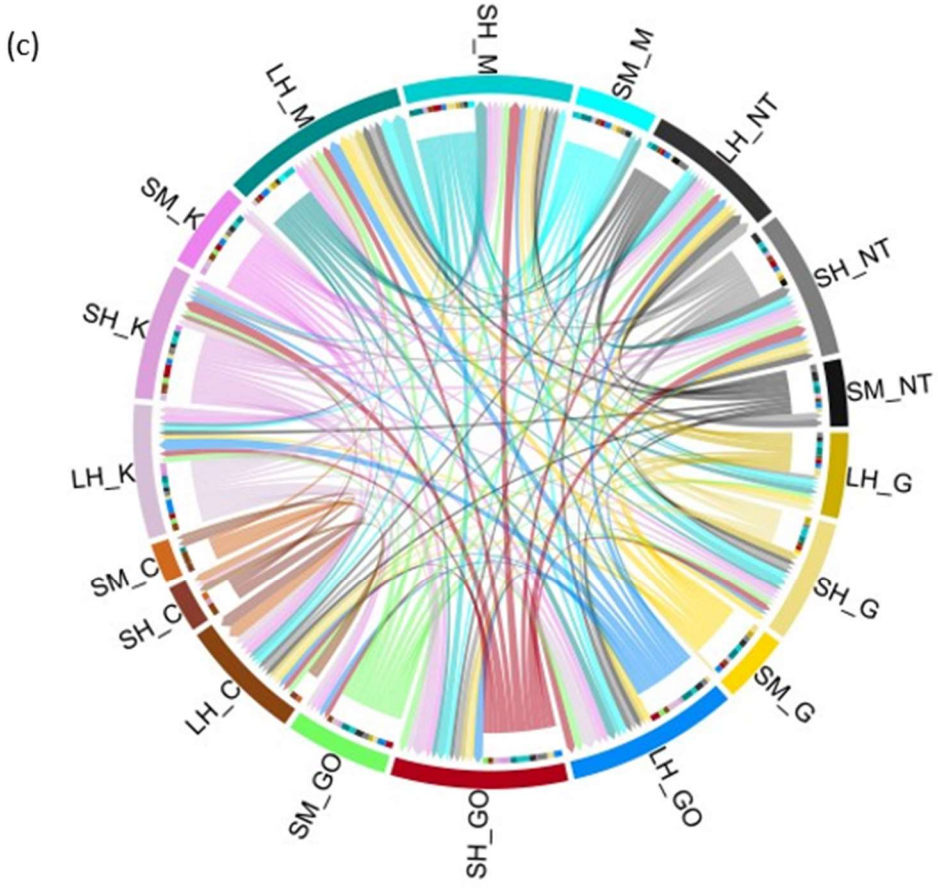 (c)
SH_M
SM_M
LH_NT
SH_NT
SM_NT
LH_G
SH_G
SM_G
LH_GO
SH_GO
SM_GO
LH_C
SH_C
SM_C
LH_K
SH_K
SM_K
LH_M